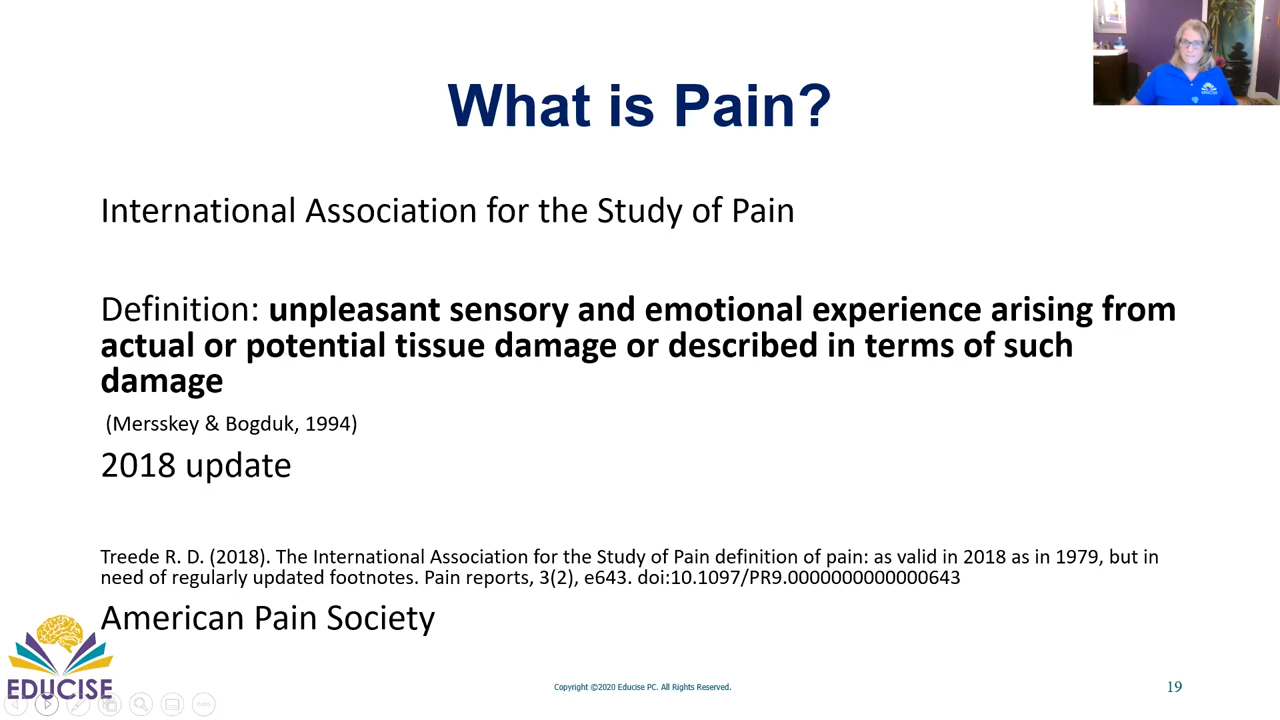 What is Pain?
International Association for the Study of Pain
Definition: unpleasant sensory and emotional experience arising from
actual or potential tissue damage or described in terms of such
damage
(Mersskey & Bogduk, 1994)
2018 update
Treede R. D. (2018). The International Association for the Study of Pain definition of pain: as valid in 2018 as in 1979, but in
need of regularly updated footnotes. Pain reports, 3(2), e643. doi:10.1097/PR9.0000000000000643
American Pain Society
EDUCISE
Copyright ©2020 Educise PC. All Rights Reserved.
19
EDUCISE